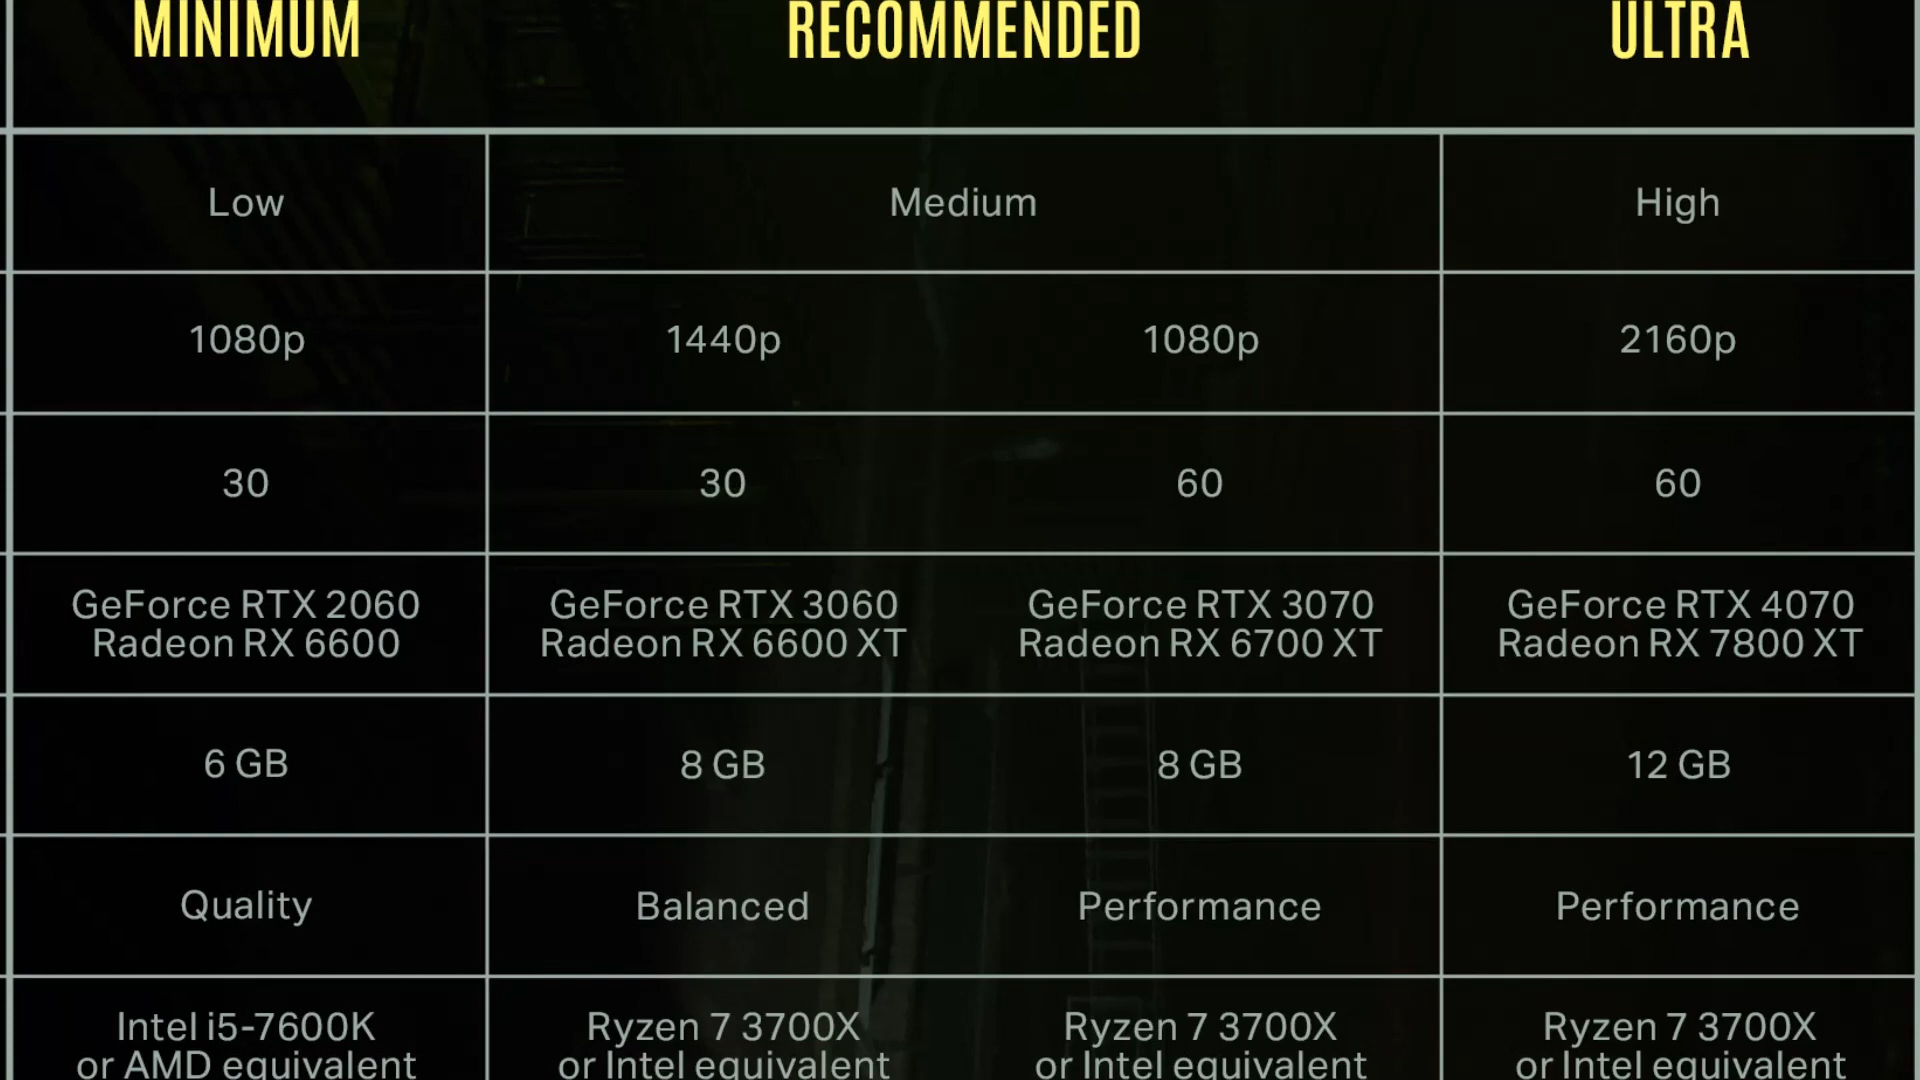 MINIMUM RECOMMENDED ULTRA
Low Medium High
1080p 1440p 1080p 2160p
30 30 60 60
GeForce RTX 2060 GeForce RTX 3060 GeForce RTX 3070 GeForce RTX 4070
Radeon RX 6600 Radeon RX 6600 XT Radeon RX 6700 XT Radeon RX 7800 XT
6 GB 8 GB 8 GB 12 GB
Quality Balanced Performance Performance
Intel i5-7600K Ryzen 7 3700X Ryzen 7 3700X Ryzen 7 3700X
or AMD equivalent or Intel equivalent or Intel equivalent or Intel equivalent